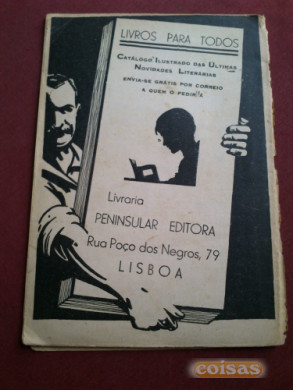 LIVROS PARA TODOS
CATÁLOGO ILUSTRADO DAS ÚLTIMAS
NOVIDADES LITERÁRIAS
ENVIA-SE GRÁTIS POR CORREIO
A QUEM O PEDIR
Livraria
PENINSULAR EDITORA
Rua Poço dos Negros, 79
LISBOA
coisas